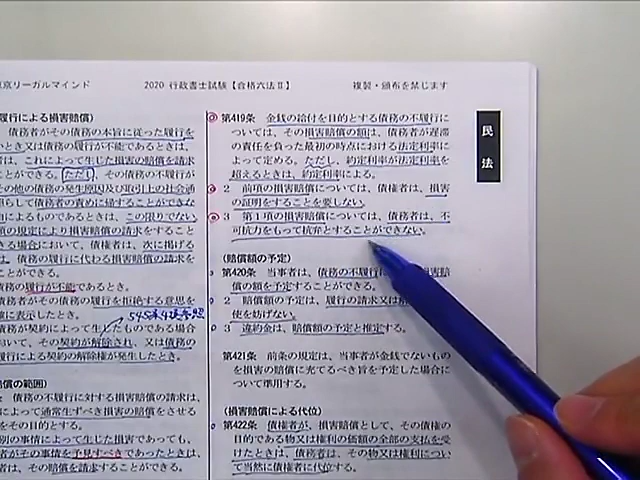 京リーガルマインド
2020 行政書士試験【合格六法Ⅱ】
複製・頒布を禁じます
履行による損害賠償)
債務者がその債務の本旨に従った履行を
き又は債務の履行が不能であるときは、
者は、これによって生じた損害の賠償を請求
ことができる。ただし、その債務の不履行が
その他の債務の発生原因及び取引上の社会通
照らして債務者の責めに帰することができな
由によるものであるときは、この限りでない。
項の規定により損害賠償の請求をすること
きる場合において、債権者は、次に掲げる
は、債務の履行に代わる損害賠償の請求を
ことができる。
の履行が不能であるとき。
者がその債務の履行を拒絶する意思を
に表示したとき。
545条4項参照
務が契約によって生じたものである場合
おいて、その契約が解除され、又は債務の
履行による契約の解除権が発生したとき。
賠償の範囲)
債務の不履行に対する損害賠償の請求は、
によって通常生ずべき損害の賠償をさせる
をその目的とする。
別の事情によって生じた損害であっても、
者がその事情を予見すべきであったときは、
は、その賠償を請求することができる。
第419条 金銭の給付を目的とする債務の不履行に
ついては、その損害賠償の額は、債務者が遅滞
の責任を負った最初の時点における法定利率に
よって定める。ただし、約定利率が法定利率を
超えるときは、約定利率による。
2 前項の損害賠償については、債権者は、損害
の証明をすることを要しない。
3 第1項の損害賠償については、債務者は、不
可抗力をもって抗弁とすることができない。
(賠償額の予定)
第420条 当事者は、債務の不履行に 損害賠
償の額を予定することができる。
2 賠償額の予定は、履行の請求又は解
使を妨げない。
3 違約金は、賠償額の予定と推定する。
第421条 前条の規定は、当事者が金銭でないもの
を損害の賠償に充てるべき旨を予定した場合に
ついて準用する。
(損害賠償による代位)
第422条 債権者が、損害賠償として、その債権の
目的である物又は権利の価額の全部の支払を受
けたときは、債務者は、その物又は権利につい
て当然に債権者に代位する。
民法